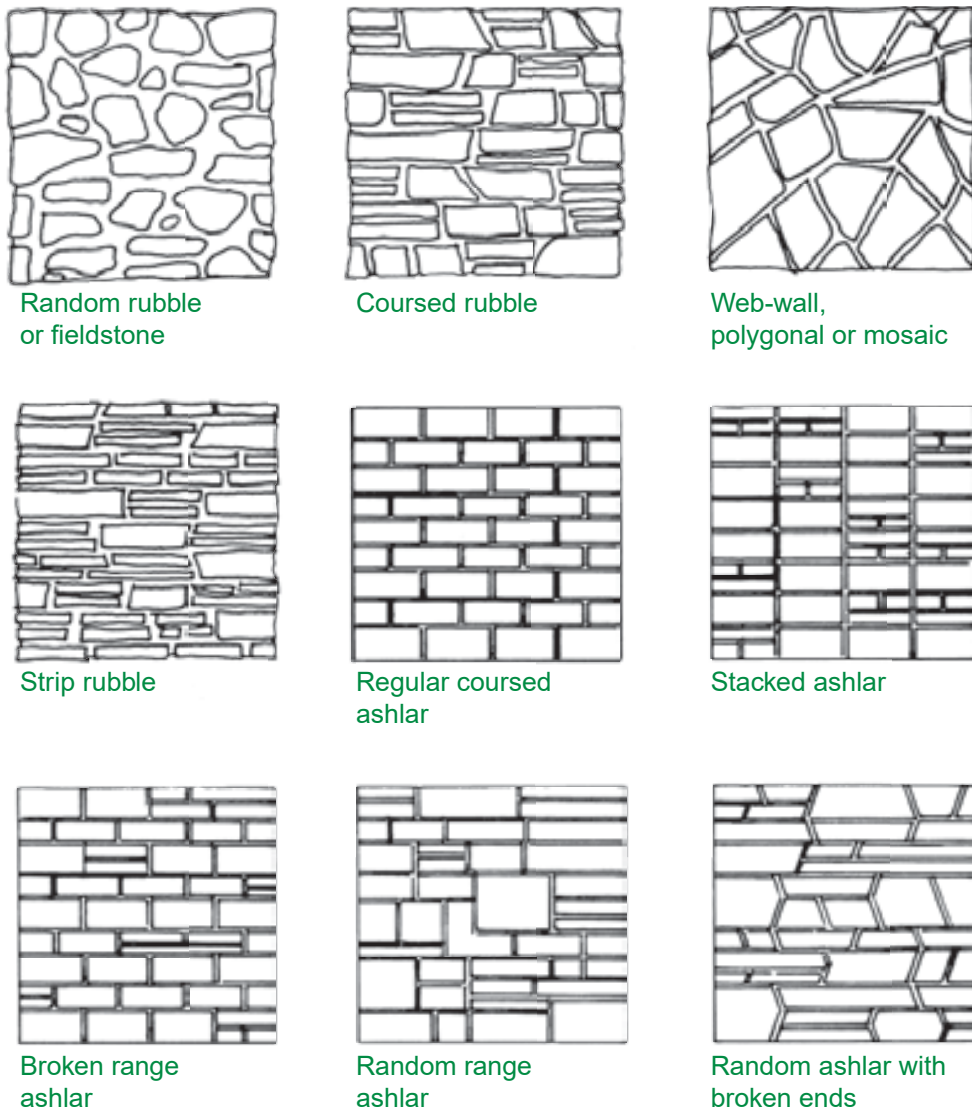 Random rubble
or fieldstone
Coursed rubble
Web-wall,
polygonal or mosaic
Strip rubble
Regular coursed
ashlar
Stacked ashlar
Broken range
ashlar
Random range
ashlar
Random ashlar with
broken ends